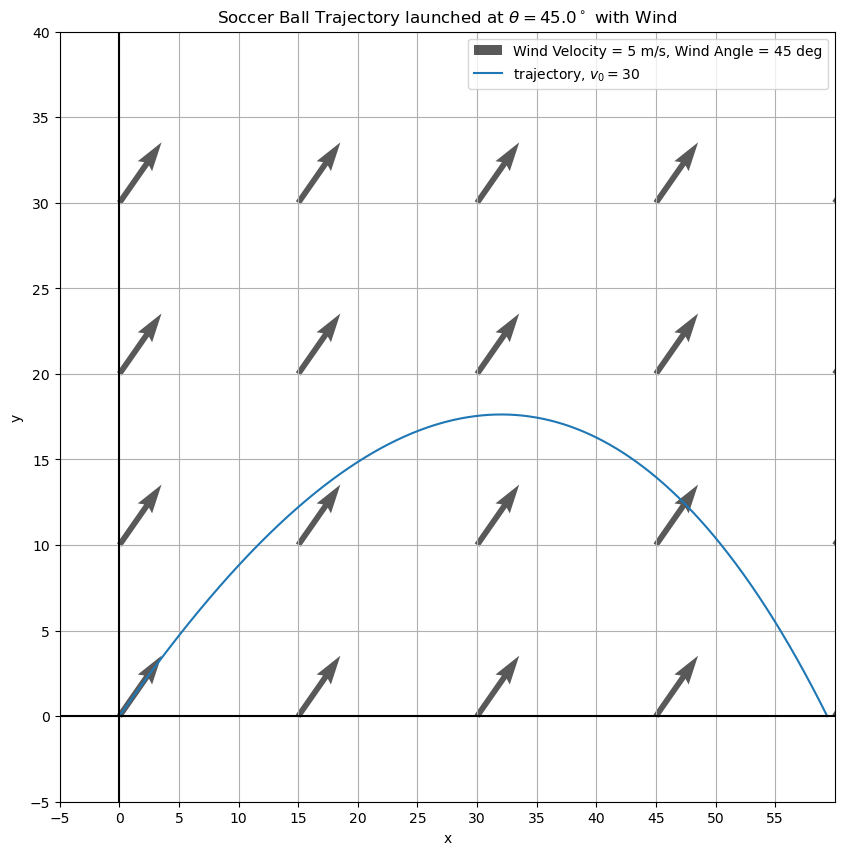 Soccer Ball Trajectory launched at θ = 45.0° with Wind
Wind Velocity = 5 m/s, Wind Angle = 45 deg
trajectory, v₀ = 30
y
40
35
30
25
20
15
10
5
0
−5
−5 0 5 10 15 20 25 30 35 40 45 50 55
x